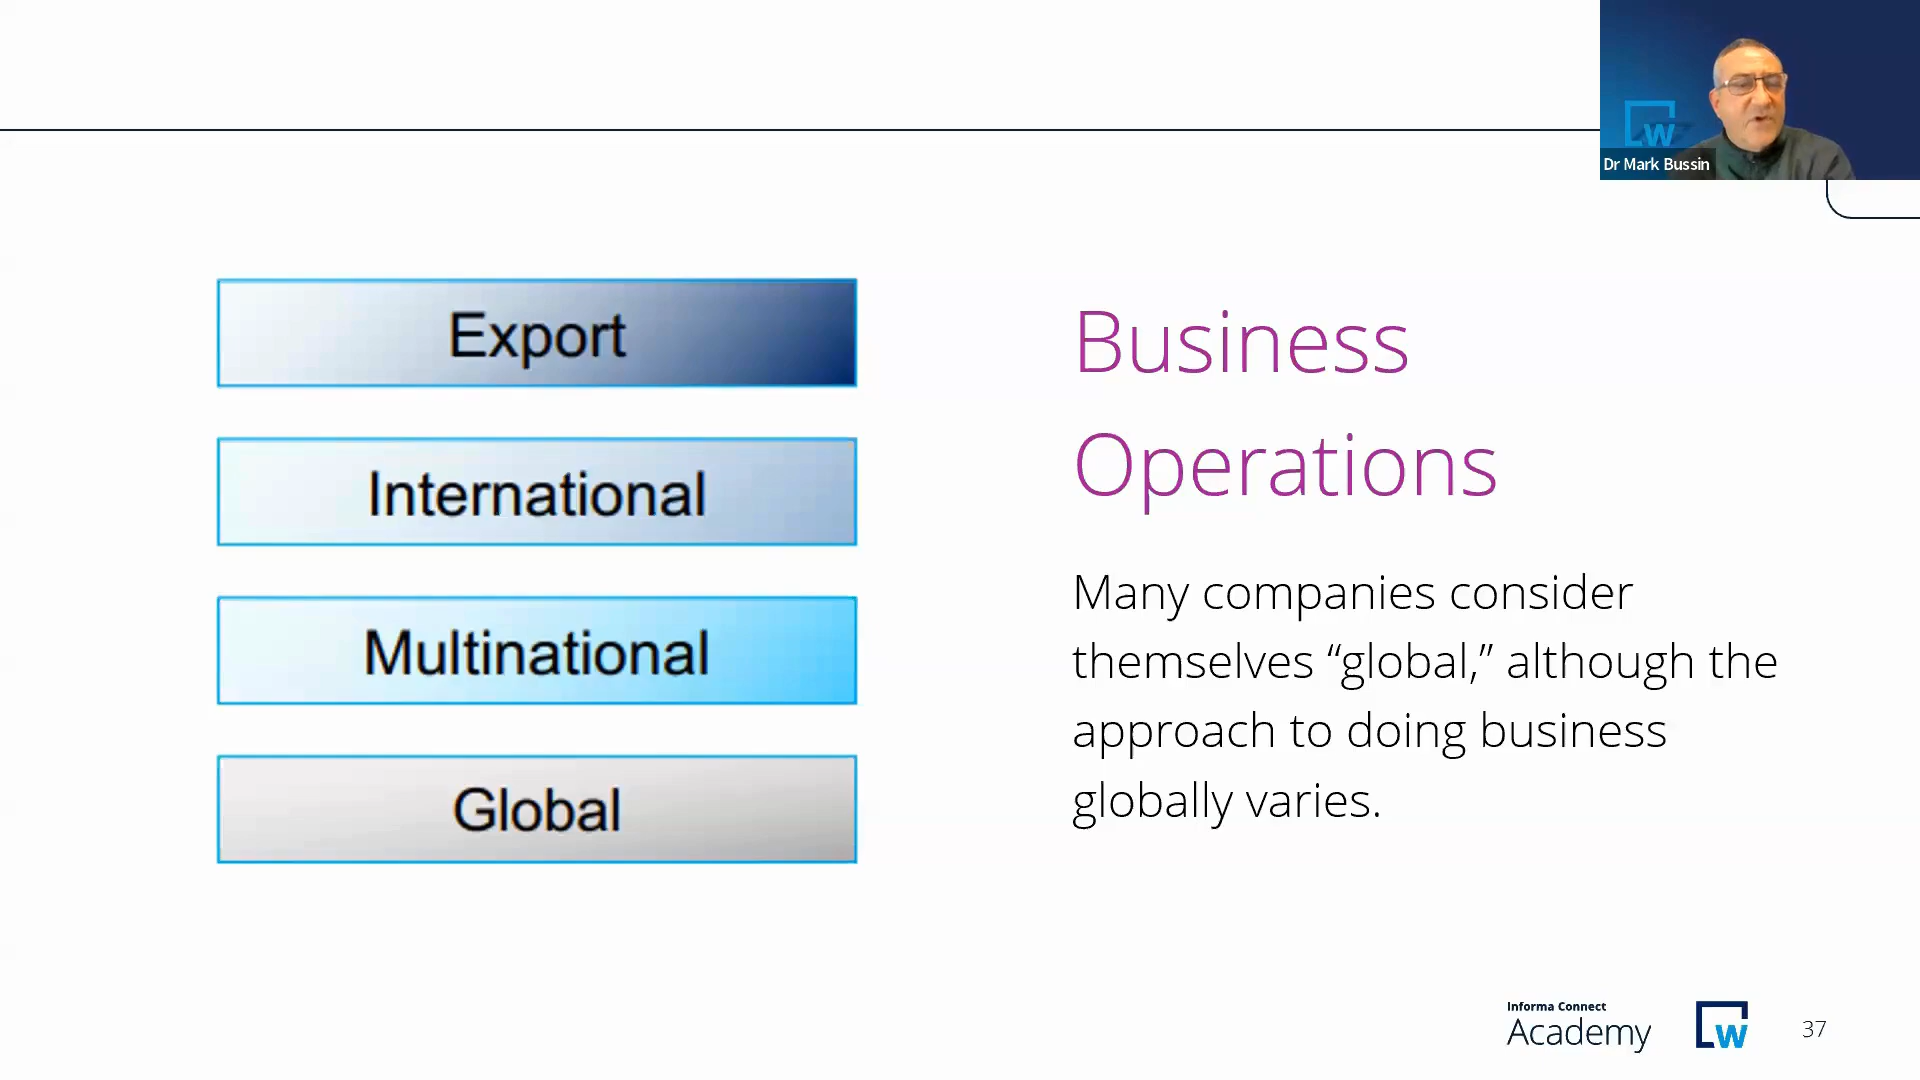 Dr Mark Bussin
Export
International
Multinational
Global
Business
Operations
Many companies consider
themselves “global,” although the
approach to doing business
globally varies.
Informa Connect
Academy
W
37
W